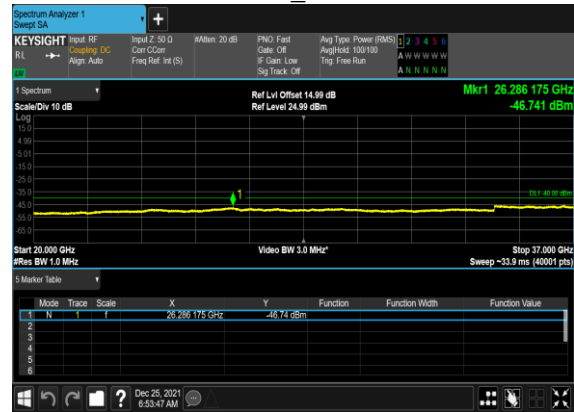 Spectrum Analyzer 1
Swept SA
+
KEYSIGHT Input: RF Input Z: 50 Ω #Atten: 20 dB PNO: Fast Avg Type: Power (RMS) 1 2 3 4 5 6
RL Coupling: DC Corr CCorr Gate: Off Avg|Hold: 100/100 A W W W W W
Align: Auto Freq Ref: Int (S) IF Gain: Low Trig: Free Run
Sig Track: Off A N N N N N
1 Spectrum Ref Lvl Offset 14.99 dB Mkr1 26.286 175 GHz
Scale/Div 10 dB Ref Level 24.99 dBm -46.741 dBm
Log
15.0
4.99
-5.01
-15.0
-25.0
-35.0 1 DL1 -40.00 dBm
-45.0
-55.0
-65.0
Start 20.000 GHz Video BW 3.0 MHz* Stop 37.000 GHz
#Res BW 1.0 MHz Sweep ~33.9 ms (40001 pts)
5 Marker Table
Mode Trace Scale X Y Function Function Width Function Value
1 N 1 f 26.286 175 GHz -46.74 dBm
2
3
4
5
6
? Dec 25, 2021
6:53:47 AM